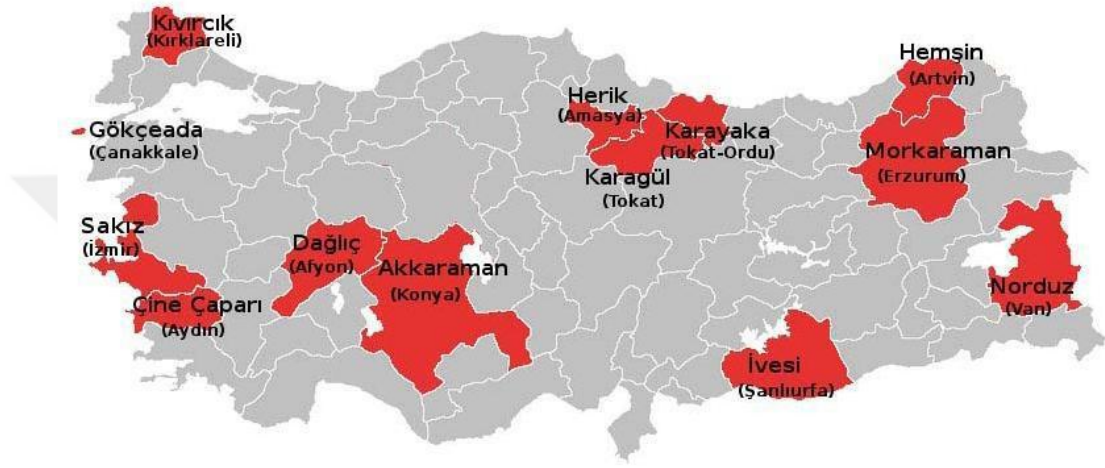 Kıvırcık
(Kırklareli)
Hemşin
(Artvin)
Herik
(Amasya)
Gökçeada
(Çanakkale)
Karayaka
(Tokat-Ordu)
Morkaraman
(Erzurum)
Karagül
(Tokat)
Sakız
(İzmir)
Dağlıç
(Afyon)
Akkaraman
(Konya)
Norduz
(Van)
Çine Çaparı
(Aydın)
İvesi
(Şanlıurfa)